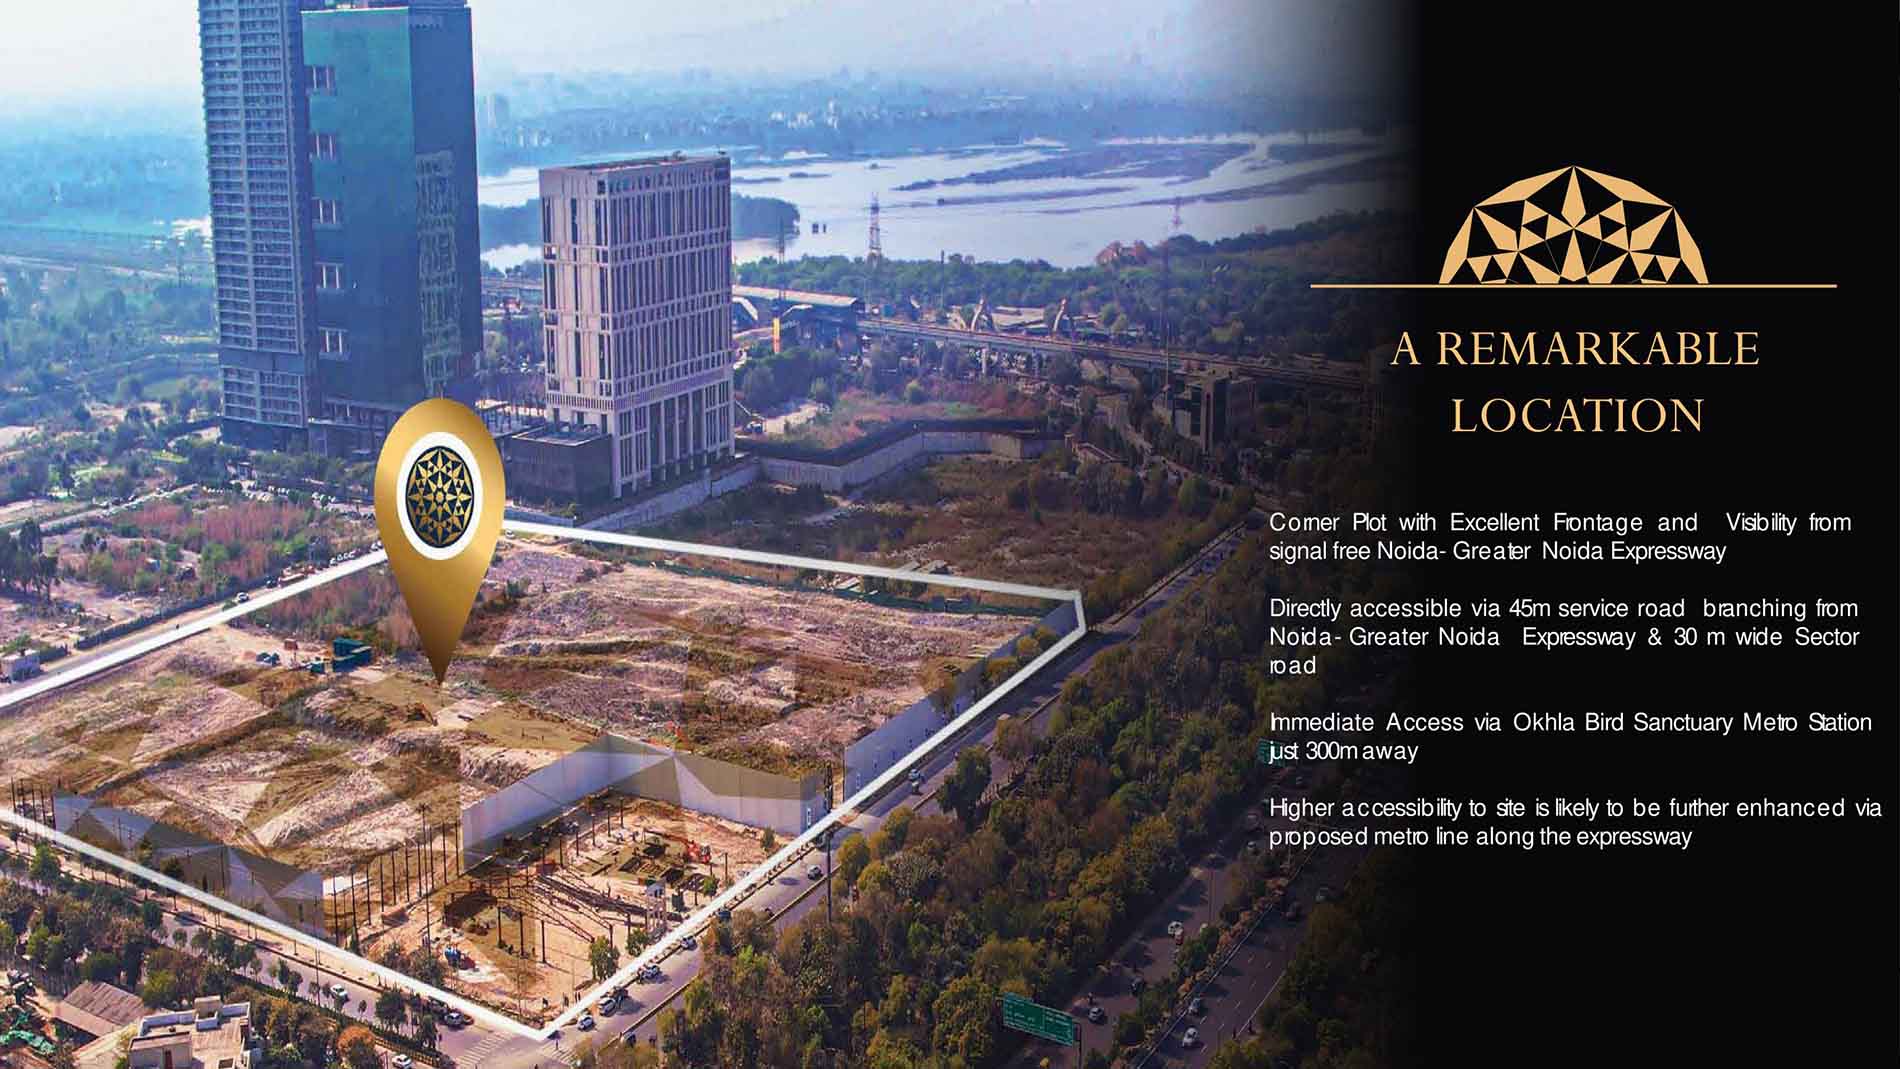 A REMARKABLE
LOCATION
Corner Plot with Excellent Frontage and Visibility from
signal free Noida- Greater Noida Expressway
Directly accessible via 45m service road branching from
Noida- Greater Noida Expressway & 30 m wide Sector
road
Immediate Access via Okhla Bird Sanctuary Metro Station
just 300m away
Higher accessibility to site is likely to be further enhanced via
proposed metro line along the expressway